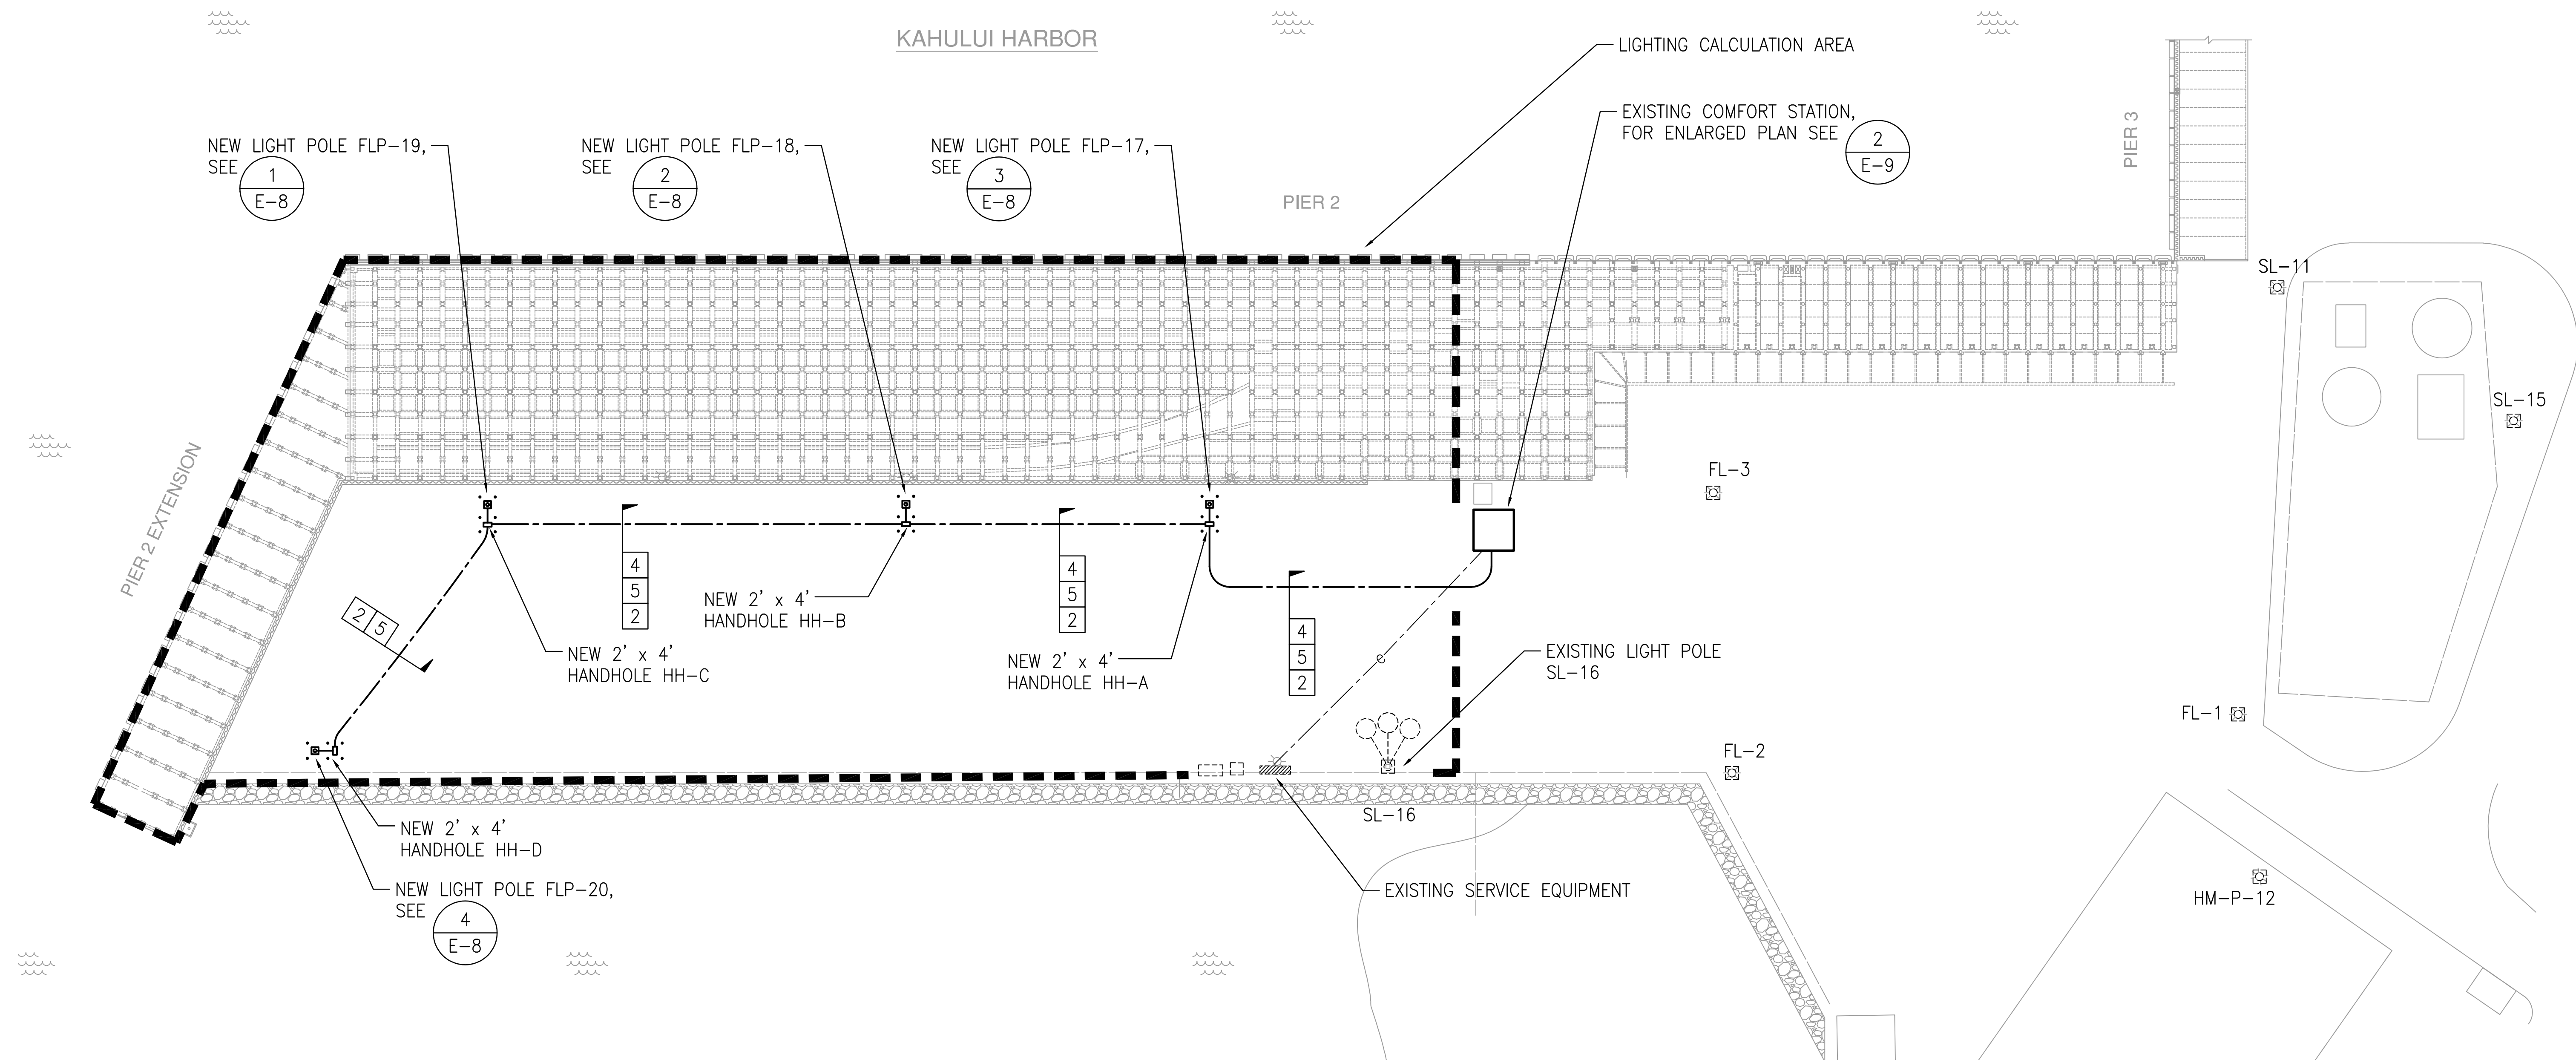 KAHULUI HARBOR
LIGHTING CALCULATION AREA
EXISTING COMFORT STATION,
FOR ENLARGED PLAN SEE
2
E-9
PIER 3
NEW LIGHT POLE FLP-19,
SEE
1
E-8
NEW LIGHT POLE FLP-18,
SEE
2
E-8
NEW LIGHT POLE FLP-17,
SEE
3
E-8
PIER 2
SL-11
SL-15
FL-3
PIER 2 EXTENSION
4
5
2
NEW 2' x 4'
HANDHOLE HH-B
4
5
2
2 5
NEW 2' x 4'
HANDHOLE HH-C
NEW 2' x 4'
HANDHOLE HH-A
4
5
2
e
EXISTING LIGHT POLE
SL-16
FL-1
FL-2
SL-16
NEW 2' x 4'
HANDHOLE HH-D
NEW LIGHT POLE FLP-20,
SEE
4
E-8
EXISTING SERVICE EQUIPMENT
HM-P-12